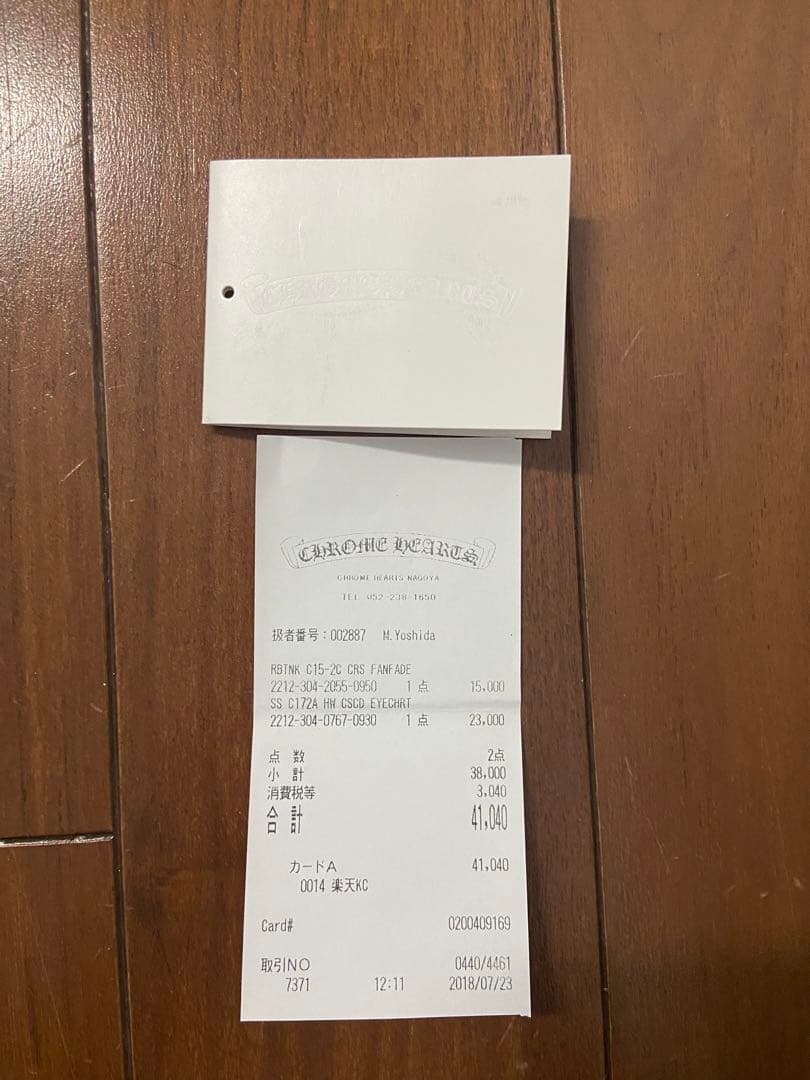 CHROME HEARTS
CHROME HEARTS NAGOYA
TEL 052-238-1650
扱者番号：002887 M.Yoshida
RBTNK C15-2C CRS FANFADE
2212-304-2055-0950 1 点 15,000
SS C172A HW CSCD EYECHRT
2212-304-0767-0930 1 点 23,000
点 数 2点
小 計 38,000
消費税等 3,040
合 計 41,040
カードA 41,040
0014 楽天KC
Card# 0200409169
取引NO 0440/4461
7371 12:11 2018/07/23